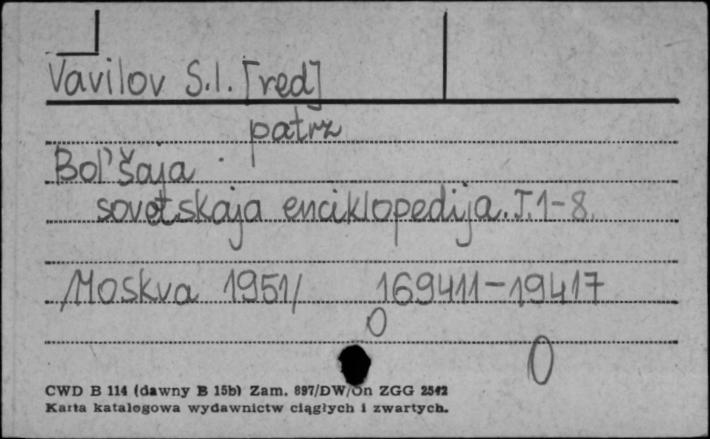 Vavilov S.I. [red]
patrz
Bol'šaja
sovetskaja enciklopedija. T. 1-8.
Moskva 1951/ 169411-19417
0
0
CWD B 114 (dawny B 15b) Zam. 897/DW/On ZGG 2542
Karta katalogowa wydawnictw ciągłych i zwartych.